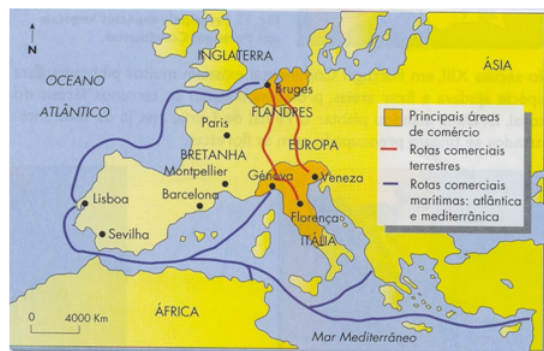 N
INGLATERRA
ÁSIA
OCEANO
ATLÂNTICO
Bruges
FLANDRES
Paris
EUROPA
BRETANHA
Montpellier
Génova
Veneza
Barcelona
Lisboa
Florença
Sevilha
ITÁLIA
Principais áreas
de comércio
Rotas comerciais
terrestres
Rotas comerciais
marítimas: atlântica
e mediterrânica
0 4000 Km
ÁFRICA
Mar Mediterrâneo